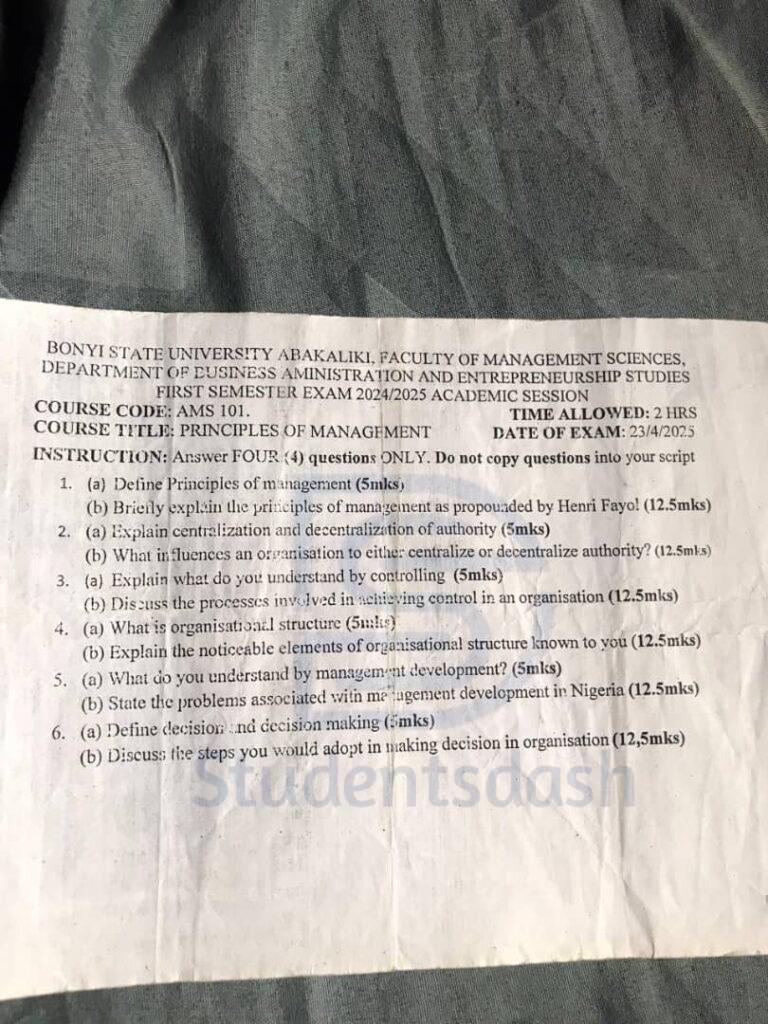 BONYI STATE UNIVERSITY ABAKALIKI, FACULTY OF MANAGEMENT SCIENCES,
DEPARTMENT OF BUSINESS AMINISTRATION AND ENTREPRENEURSHIP STUDIES
FIRST SEMESTER EXAM 2024/2025 ACADEMIC SESSION
COURSE CODE: AMS 101. TIME ALLOWED: 2 HRS
COURSE TITLE: PRINCIPLES OF MANAGEMENT DATE OF EXAM: 23/4/2025
INSTRUCTION: Answer FOUR (4) questions ONLY. Do not copy questions into your script
1. (a) Define Principles of management (5mks)
(b) Briefly explain the principles of management as propounded by Henri Fayol (12.5mks)
2. (a) Explain centralization and decentralization of authority (5mks)
(b) What influences an organisation to either centralize or decentralize authority? (12.5mks)
3. (a) Explain what do you understand by controlling (5mks)
(b) Discuss the processes involved in achieving control in an organisation (12.5mks)
4. (a) What is organisational structure (5mks)
(b) Explain the noticeable elements of organisational structure known to you (12.5mks)
5. (a) What do you understand by management development? (5mks)
(b) State the problems associated with management development in Nigeria (12.5mks)
6. (a) Define decision and decision making (5mks)
(b) Discuss the steps you would adopt in making decision in organisation (12,5mks)
Studentsdash